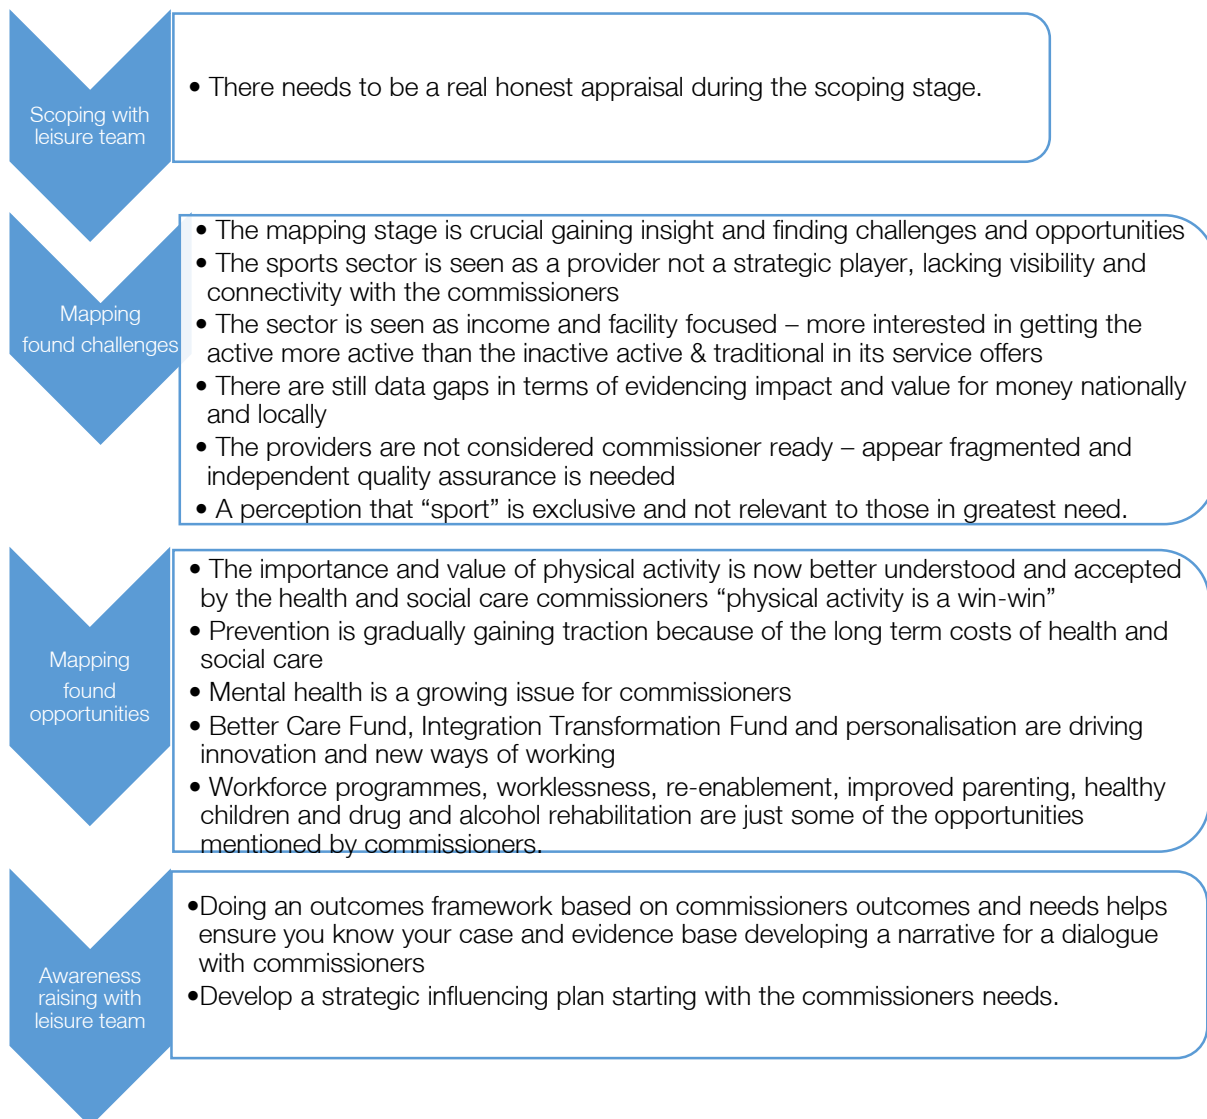 Scoping with
leisure team
• There needs to be a real honest appraisal during the scoping stage.
Mapping
found challenges
• The mapping stage is crucial gaining insight and finding challenges and opportunities
• The sports sector is seen as a provider not a strategic player, lacking visibility and
connectivity with the commissioners
• The sector is seen as income and facility focused – more interested in getting the
active more active than the inactive active & traditional in its service offers
• There are still data gaps in terms of evidencing impact and value for money nationally
and locally
• The providers are not considered commissioner ready – appear fragmented and
independent quality assurance is needed
• A perception that “sport” is exclusive and not relevant to those in greatest need.
Mapping
found
opportunities
• The importance and value of physical activity is now better understood and accepted
by the health and social care commissioners “physical activity is a win-win”
• Prevention is gradually gaining traction because of the long term costs of health and
social care
• Mental health is a growing issue for commissioners
• Better Care Fund, Integration Transformation Fund and personalisation are driving
innovation and new ways of working
• Workforce programmes, worklessness, re-enablement, improved parenting, healthy
children and drug and alcohol rehabilitation are just some of the opportunities
mentioned by commissioners.
Awareness
raising with
leisure team
•Doing an outcomes framework based on commissioners outcomes and needs helps
ensure you know your case and evidence base developing a narrative for a dialogue
with commissioners
•Develop a strategic influencing plan starting with the commissioners needs.